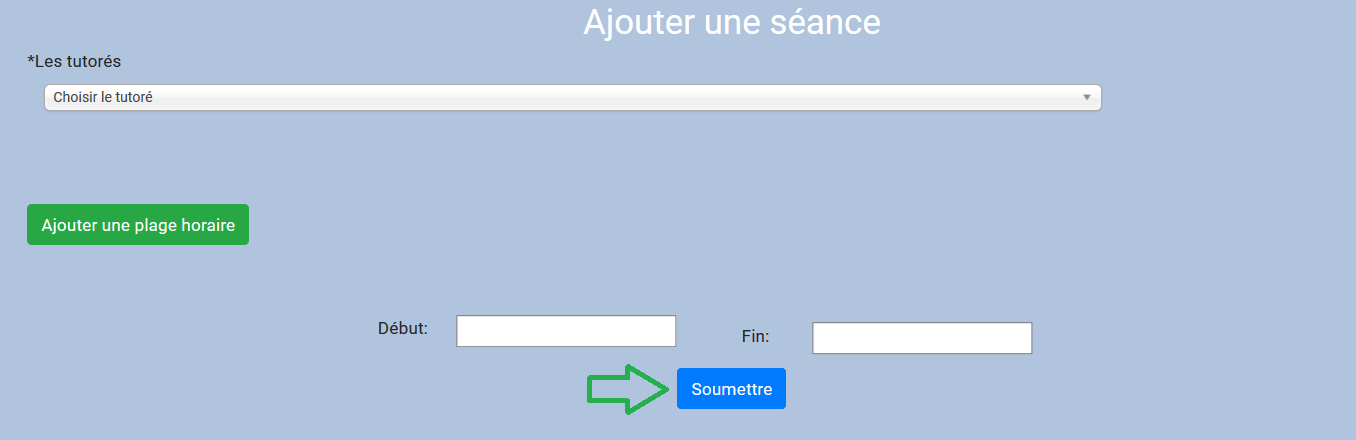 Ajouter une séance
*Les tutorés
Choisir le tutoré
Ajouter une plage horaire
Début:
Fin:
Soumettre